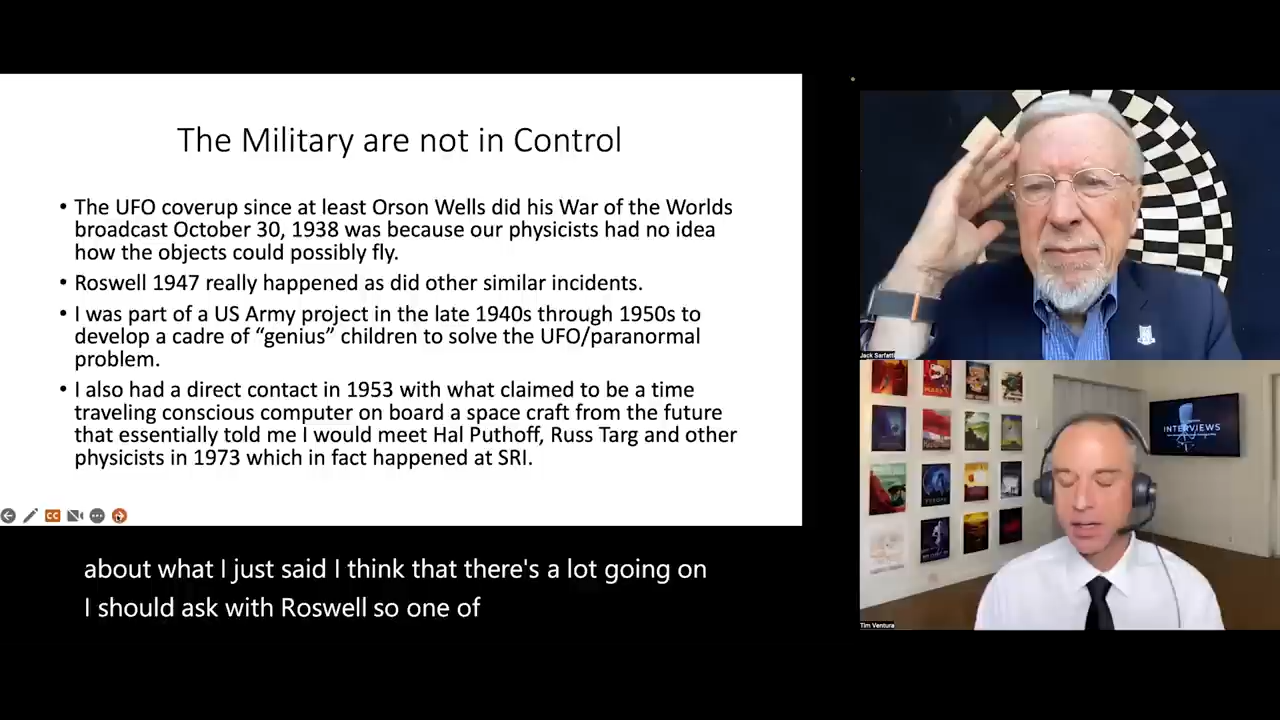 The Military are not in Control
• The UFO coverup since at least Orson Wells did his War of the Worlds
broadcast October 30, 1938 was because our physicists had no idea
how the objects could possibly fly.
• Roswell 1947 really happened as did other similar incidents.
• I was part of a US Army project in the late 1940s through 1950s to
develop a cadre of “genius” children to solve the UFO/paranormal
problem.
• I also had a direct contact in 1953 with what claimed to be a time
traveling conscious computer on board a space craft from the future
that essentially told me I would meet Hal Puthoff, Russ Targ and other
physicists in 1973 which in fact happened at SRI.
CC
about what I just said I think that there's a lot going on
I should ask with Roswell so one of
Jack Sarfatti
INTERVIEWS
Tim Ventura